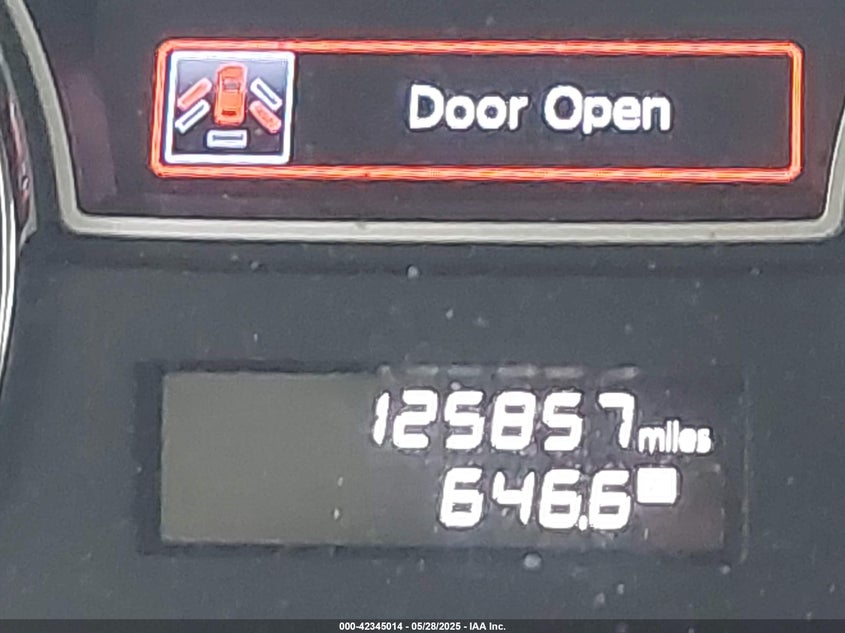 Door Open
125857 miles
646.6
000-42345014 - 05/28/2025 - IAA Inc.